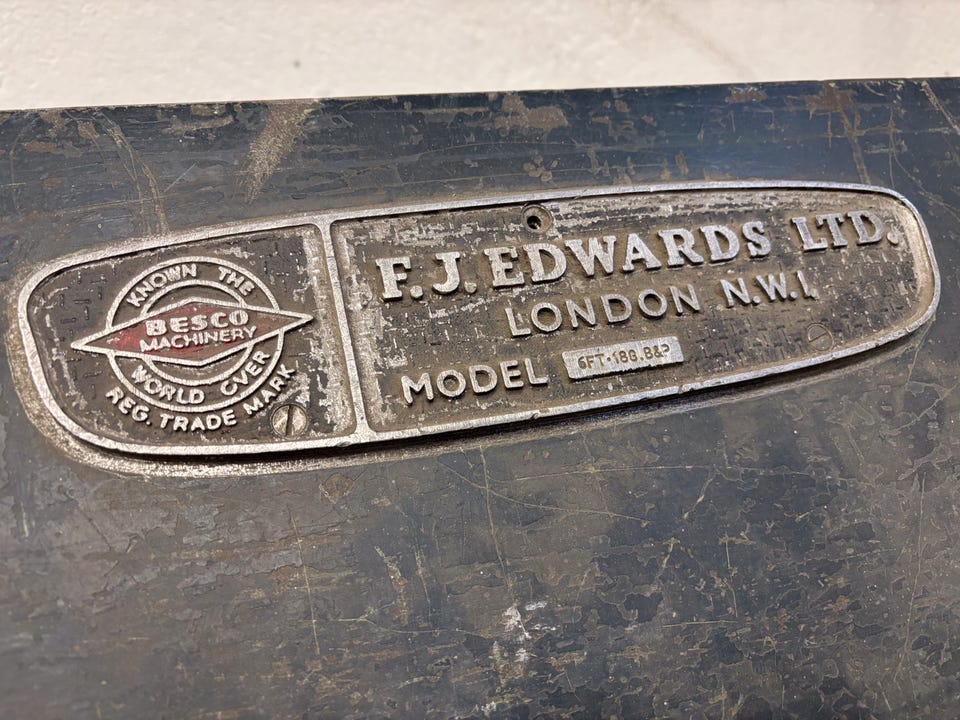 KNOWN THE
BESCO
MACHINERY
WORLD OVER
REG. TRADE MARK
F.J. EDWARDS LTD.
LONDON N.W.1.
MODEL 6FT·18G.B&P